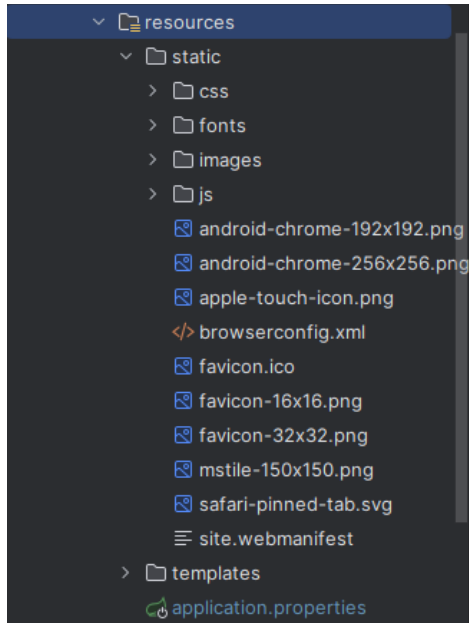 resources
static
css
fonts
images
js
android-chrome-192x192.png
android-chrome-256x256.png
apple-touch-icon.png
browserconfig.xml
favicon.ico
favicon-16x16.png
favicon-32x32.png
mstile-150x150.png
safari-pinned-tab.svg
site.webmanifest
templates
application.properties